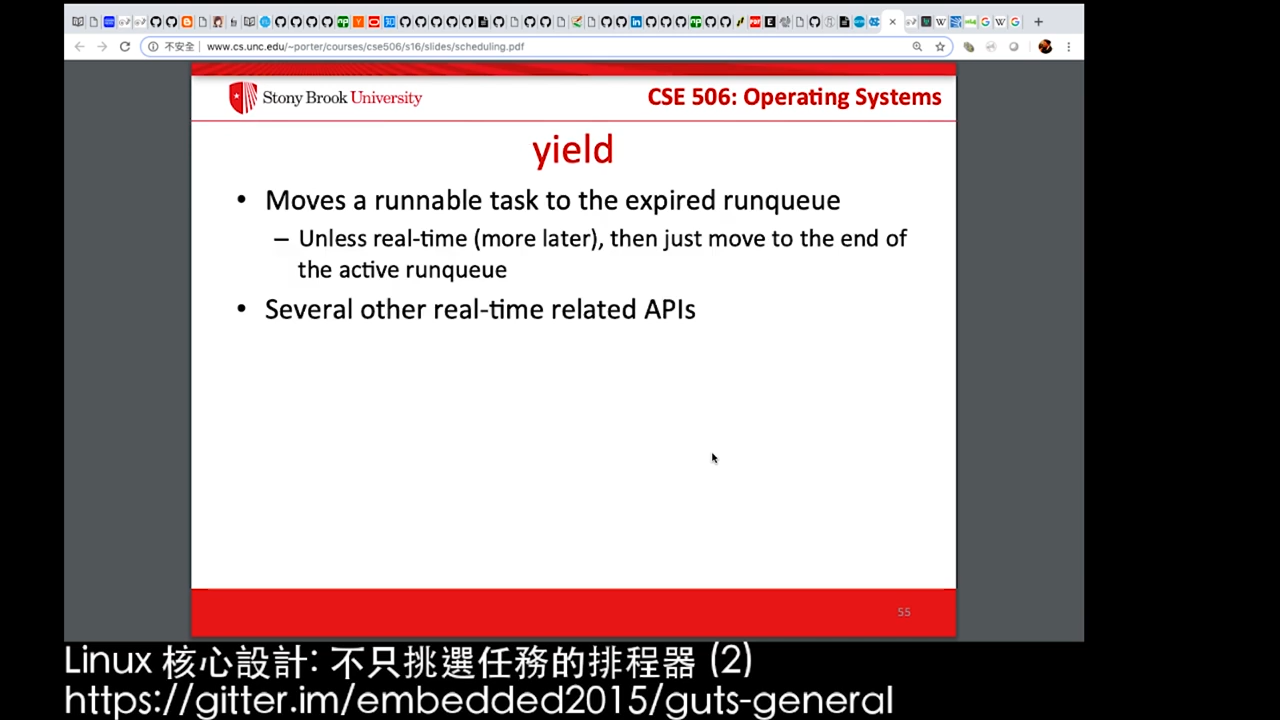 不安全 www.cs.unc.edu/~porter/courses/cse506/s16/slides/scheduling.pdf
Stony Brook University
CSE 506: Operating Systems
yield
• Moves a runnable task to the expired runqueue
– Unless real-time (more later), then just move to the end of
the active runqueue
• Several other real-time related APIs
55
Linux 核心設計: 不只挑選任務的排程器 (2)
https://gitter.im/embedded2015/guts-general